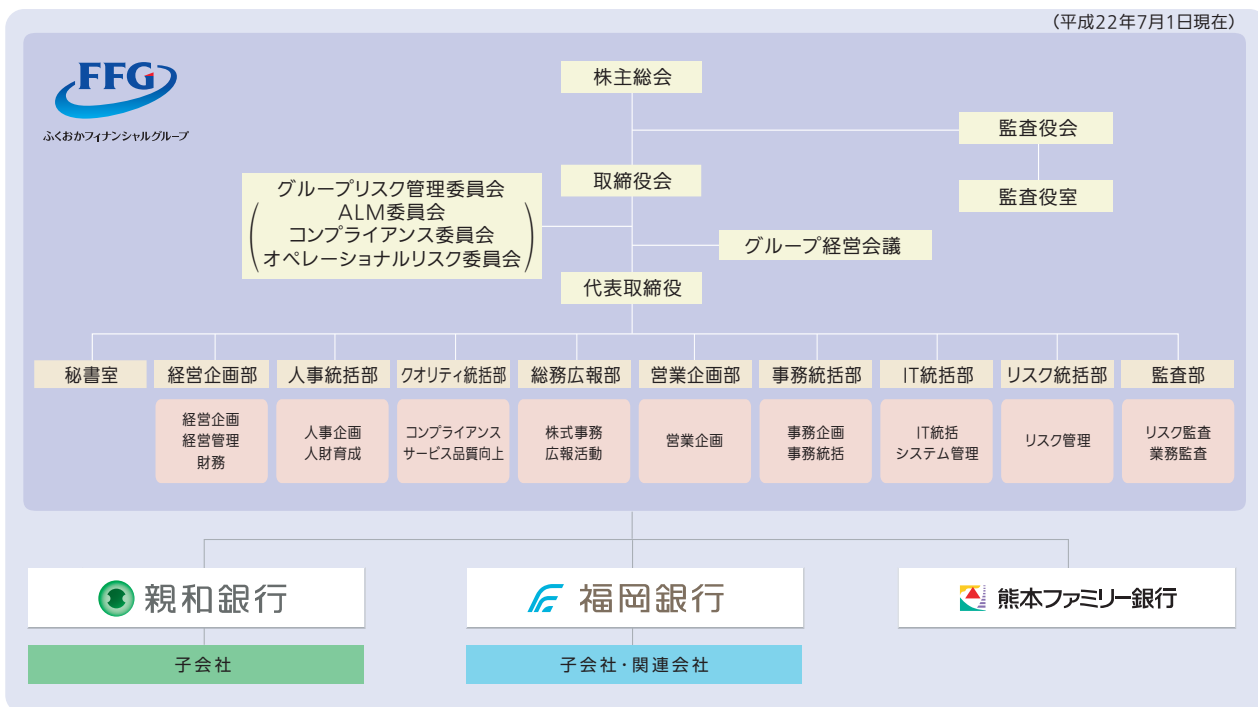 (平成22年7月1日現在)
FFG
ふくおかフィナンシャルグループ
株主総会
監査役会
監査役室
取締役会
グループリスク管理委員会
ALM委員会
コンプライアンス委員会
オペレーショナルリスク委員会
グループ経営会議
代表取締役
秘書室
経営企画部
人事統括部
クオリティ統括部
総務広報部
営業企画部
事務統括部
IT統括部
リスク統括部
監査部
経営企画
経営管理
財務
人事企画
人財育成
コンプライアンス
サービス品質向上
株式事務
広報活動
営業企画
事務企画
事務統括
IT統括
システム管理
リスク管理
リスク監査
業務監査
親和銀行
福岡銀行
熊本ファミリー銀行
子会社
子会社・関連会社